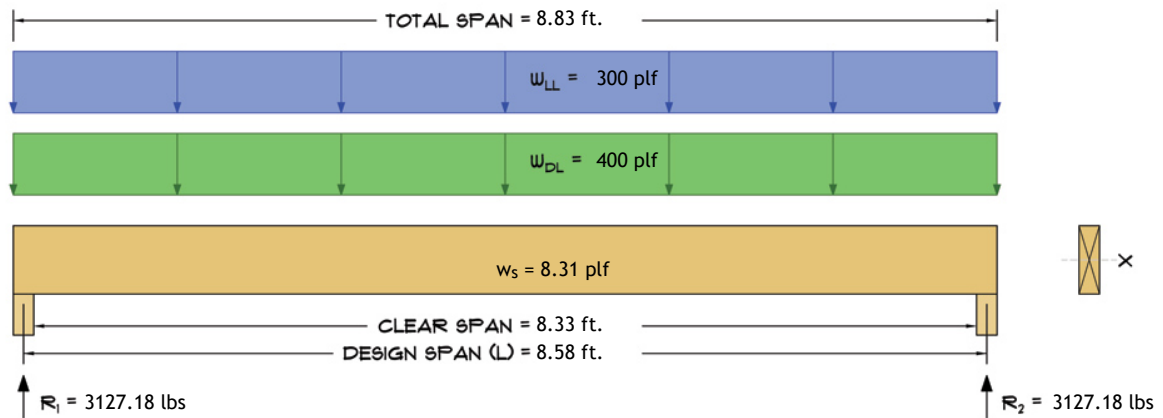 TOTAL SPAN = 8.83 ft.
wLL = 300 plf
wDL = 400 plf
ws = 8.31 plf
X
CLEAR SPAN = 8.33 ft.
DESIGN SPAN (L) = 8.58 ft.
R1 = 3127.18 lbs
R2 = 3127.18 lbs